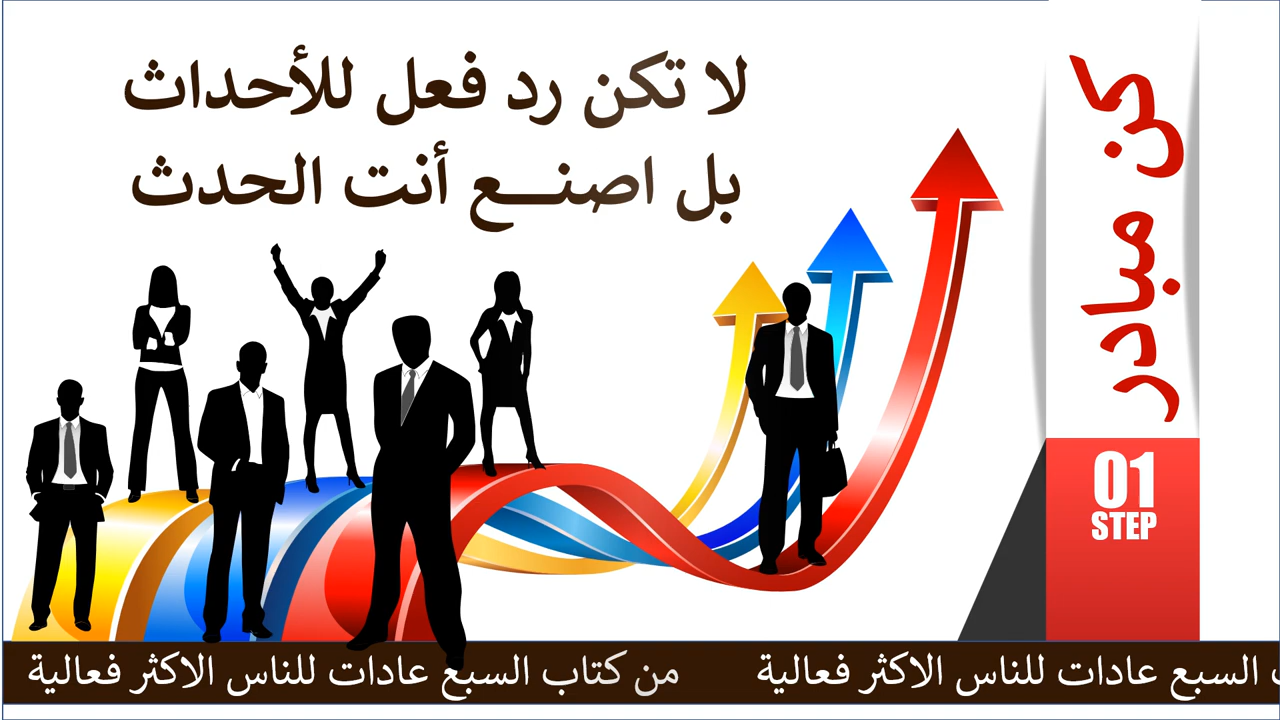 لا تكن رد فعل للأحداث
بل اصنـــع أنت الحدث
كن مبادر
01
STEP
من كتاب السبع عادات للناس الاكثر فعالية
السبع عادات للناس الاكثر فعالية